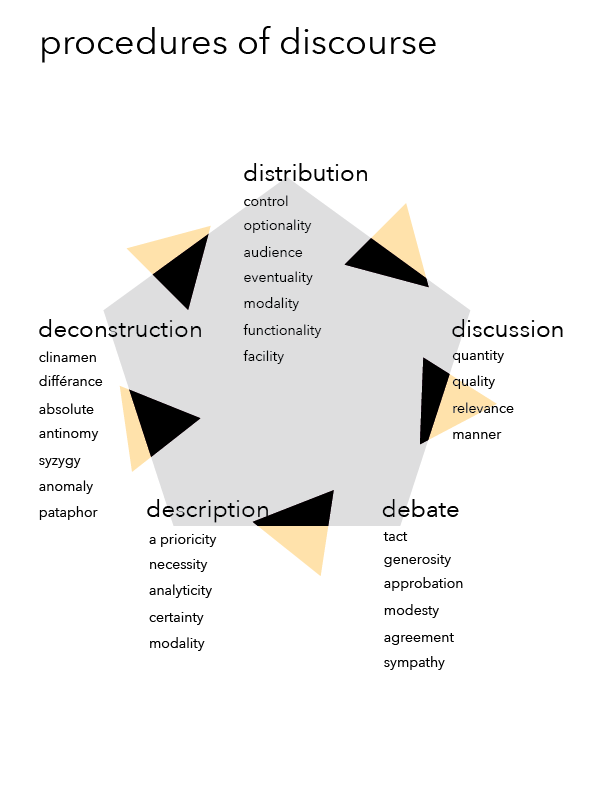 procedures of discourse
distribution
control
optionality
audience
eventuality
modality
functionality
facility
deconstruction
clinamen
différance
absolute
antinomy
syzygy
anomaly
pataphor
discussion
quantity
quality
relevance
manner
description
a prioricity
necessity
analyticity
certainty
modality
debate
tact
generosity
approbation
modesty
agreement
sympathy